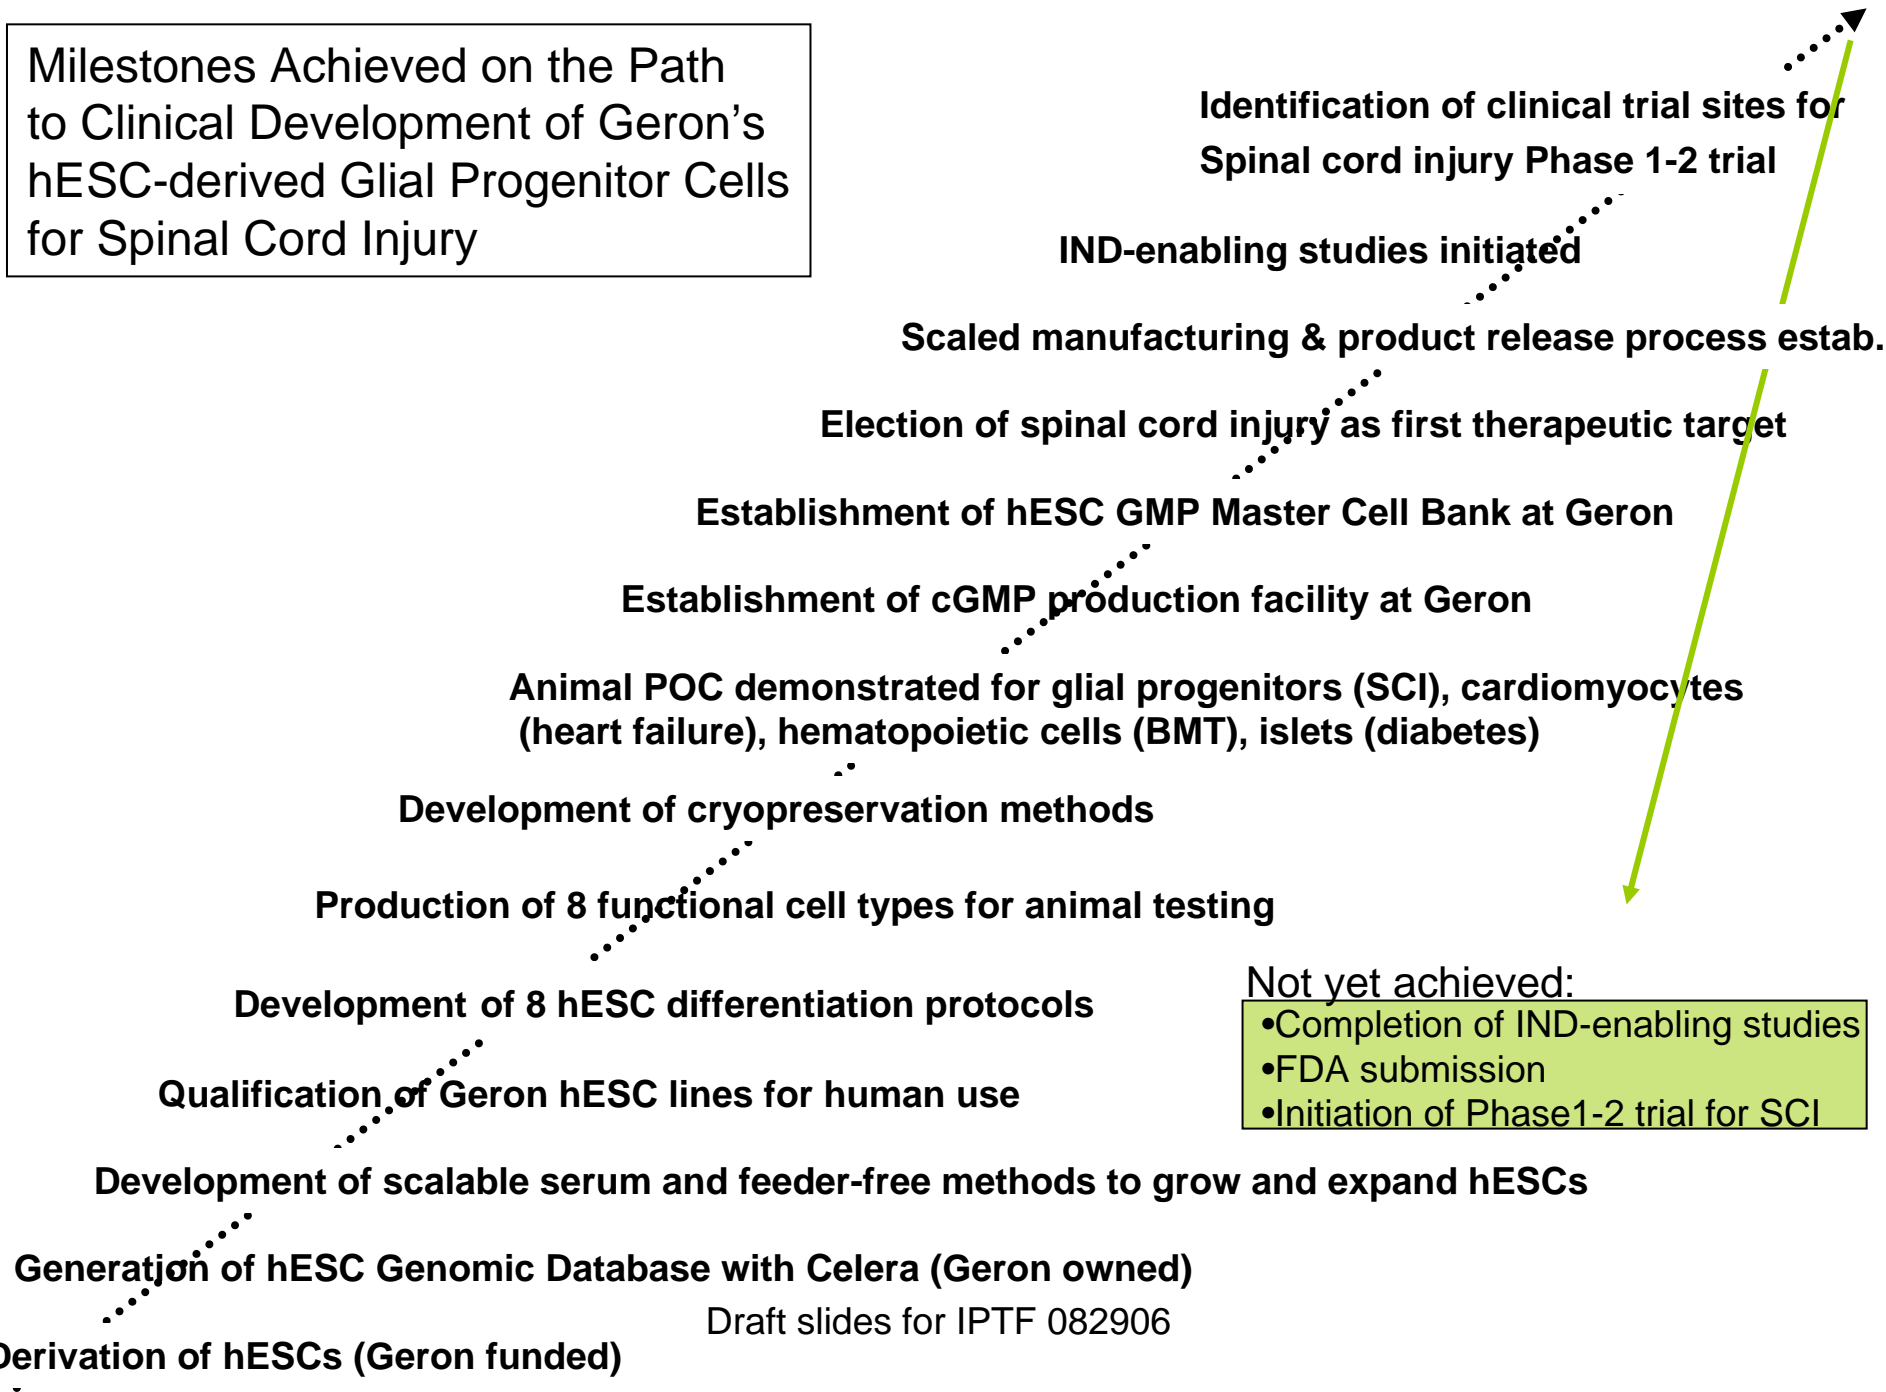 Milestones Achieved on the Path
to Clinical Development of Geron’s
hESC-derived Glial Progenitor Cells
for Spinal Cord Injury
Identification of clinical trial sites for
Spinal cord injury Phase 1-2 trial
IND-enabling studies initiated
Scaled manufacturing & product release process estab.
Election of spinal cord injury as first therapeutic target
Establishment of hESC GMP Master Cell Bank at Geron
Establishment of cGMP production facility at Geron
Animal POC demonstrated for glial progenitors (SCI), cardiomyocytes
(heart failure), hematopoietic cells (BMT), islets (diabetes)
Development of cryopreservation methods
Production of 8 functional cell types for animal testing
Development of 8 hESC differentiation protocols
Qualification of Geron hESC lines for human use
Development of scalable serum and feeder-free methods to grow and expand hESCs
Generation of hESC Genomic Database with Celera (Geron owned)
Derivation of hESCs (Geron funded)
Not yet achieved:
•Completion of IND-enabling studies
•FDA submission
•Initiation of Phase1-2 trial for SCI
Draft slides for IPTF 082906